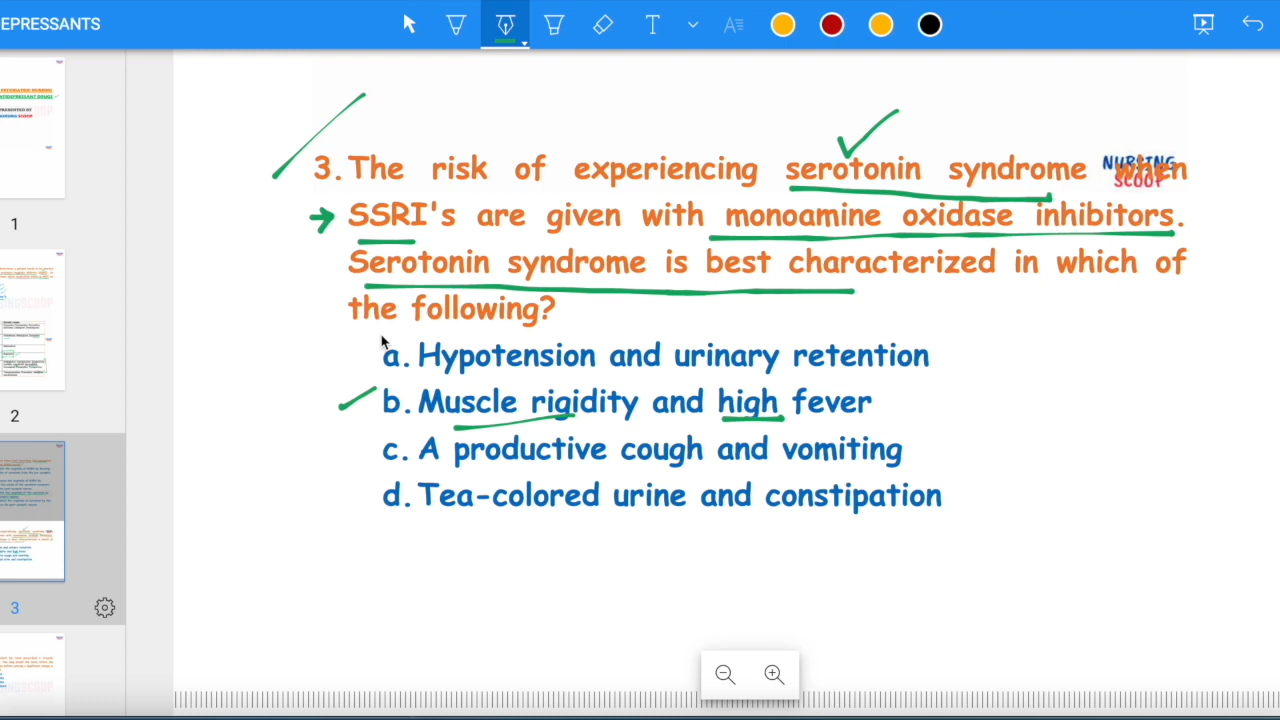 EPRESSANTS
T
3. The risk of experiencing serotonin syndrome when
NURSING
SCOOP
SSRI's are given with monoamine oxidase inhibitors.
Serotonin syndrome is best characterized in which of
the following?
a. Hypotension and urinary retention
b. Muscle rigidity and high fever
c. A productive cough and vomiting
d. Tea-colored urine and constipation
1
2
3